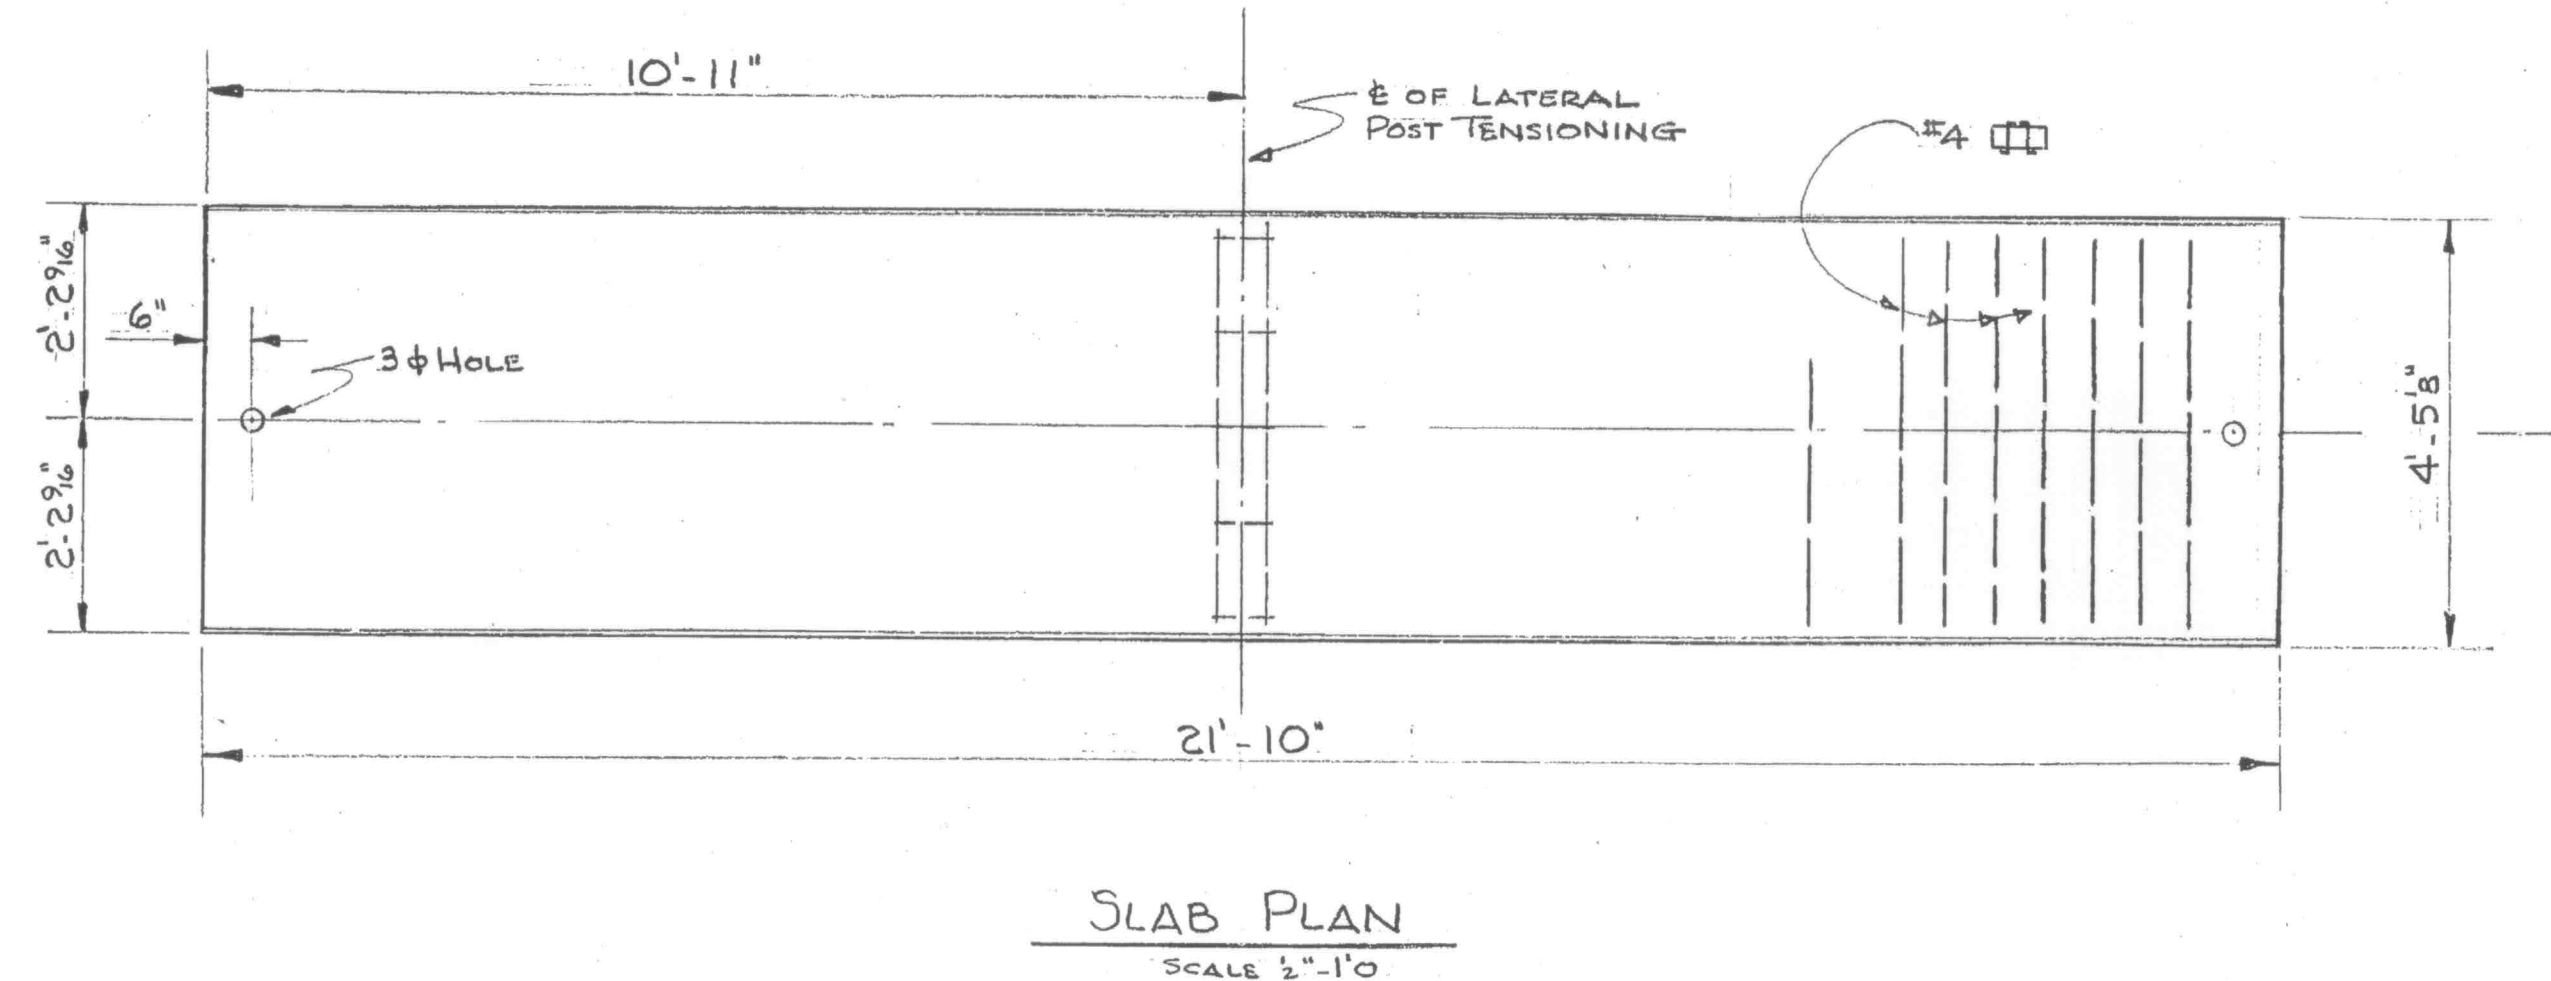 10'-11"
℄ OF LATERAL
POST TENSIONING
#4
2'-2 9/16"
6"
3 ϕ HOLE
2'-2 9/16"
4'-5 1/8"
21'-10"
SLAB PLAN
SCALE 1/2"-1'0